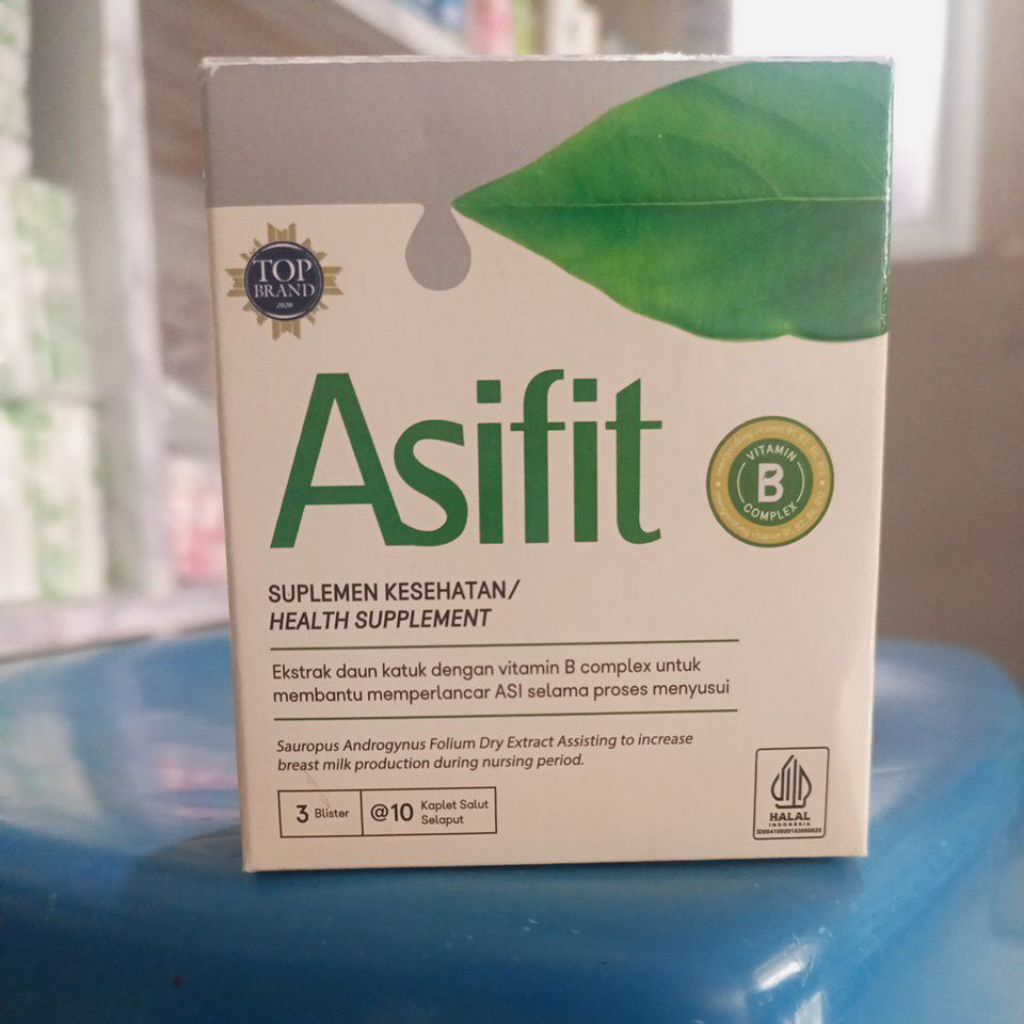 TOP
BRAND
2020
Asifit
VITAMIN
B
COMPLEX
SUPLEMEN KESEHATAN/
HEALTH SUPPLEMENT
Ekstrak daun katuk dengan vitamin B complex untuk
membantu memperlancar ASI selama proses menyusui
Sauropus Androgynus Folium Dry Extract Assisting to increase
breast milk production during nursing period.
3 Blister
@10 Kaplet Salut
Selaput
HALAL
INDONESIA